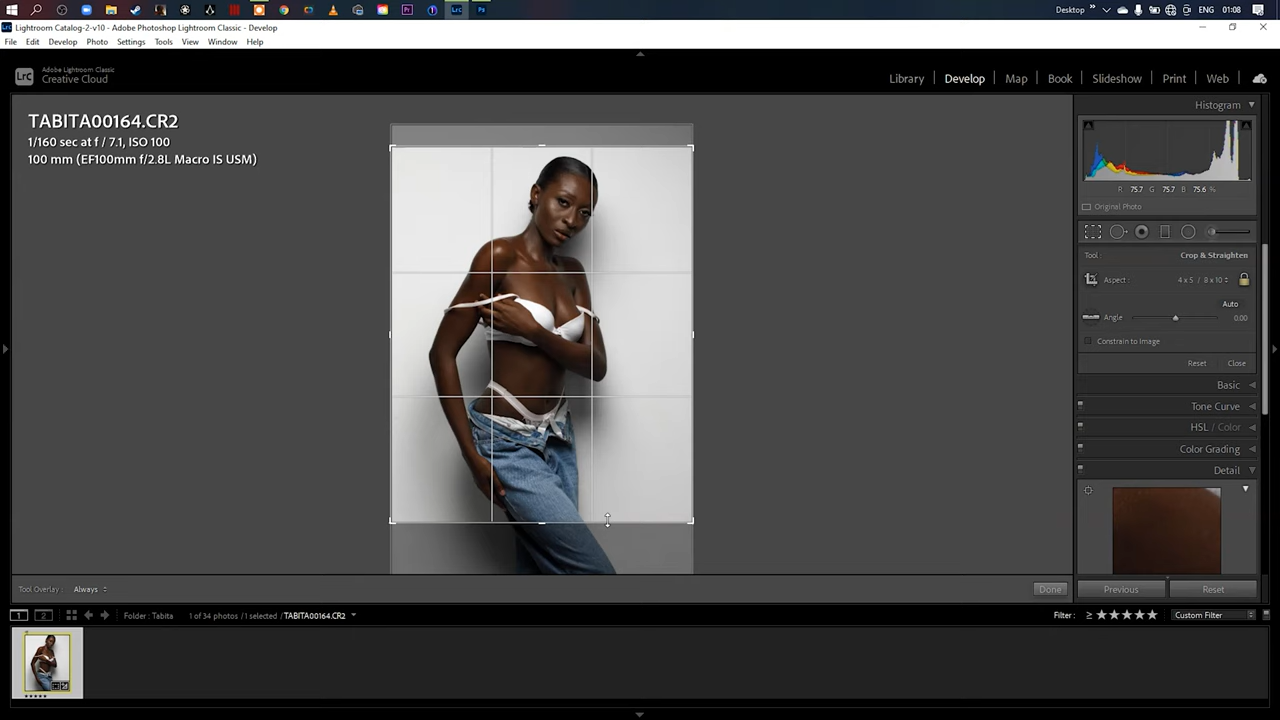 Desktop » ENG 01:08
Lightroom Catalog-2-v10 - Adobe Photoshop Lightroom Classic - Develop
File Edit Develop Photo Settings Tools View Window Help
LrC Adobe Lightroom Classic
Creative Cloud
Library Develop Map Book Slideshow Print Web
TABITA00164.CR2
1/160 sec at f / 7.1, ISO 100
100 mm (EF100mm f/2.8L Macro IS USM)
Histogram
R 75.7 G 75.7 B 75.6 %
Original Photo
Tool : Crop & Straighten
Aspect : 4 x 5 / 8 x 10
Auto
Angle 0.00
Constrain to Image
Reset Close
Basic
Tone Curve
HSL / Color
Color Grading
Detail
Tool Overlay : Always Done
Previous Reset
1 2 Folder : Tabita 1 of 34 photos / 1 selected / TABITA00164.CR2 Filter : ≥ ★★★★★ Custom Filter